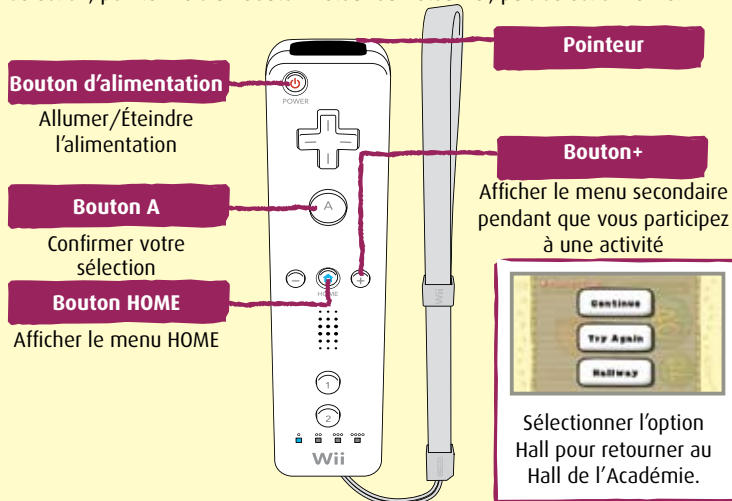 Pointeur
Bouton d’alimentation
Allumer/Éteindre
l’alimentation
POWER
Bouton+
Afficher le menu secondaire
pendant que vous participez
à une activité
Bouton A
A
Confirmer votre
sélection
Bouton HOME
HOME
Afficher le menu HOME
−
+
1
2
Wii
Wii
Continue
Try Again
Hallway
Sélectionner l’option
Hall pour retourner au
Hall de l’Académie.